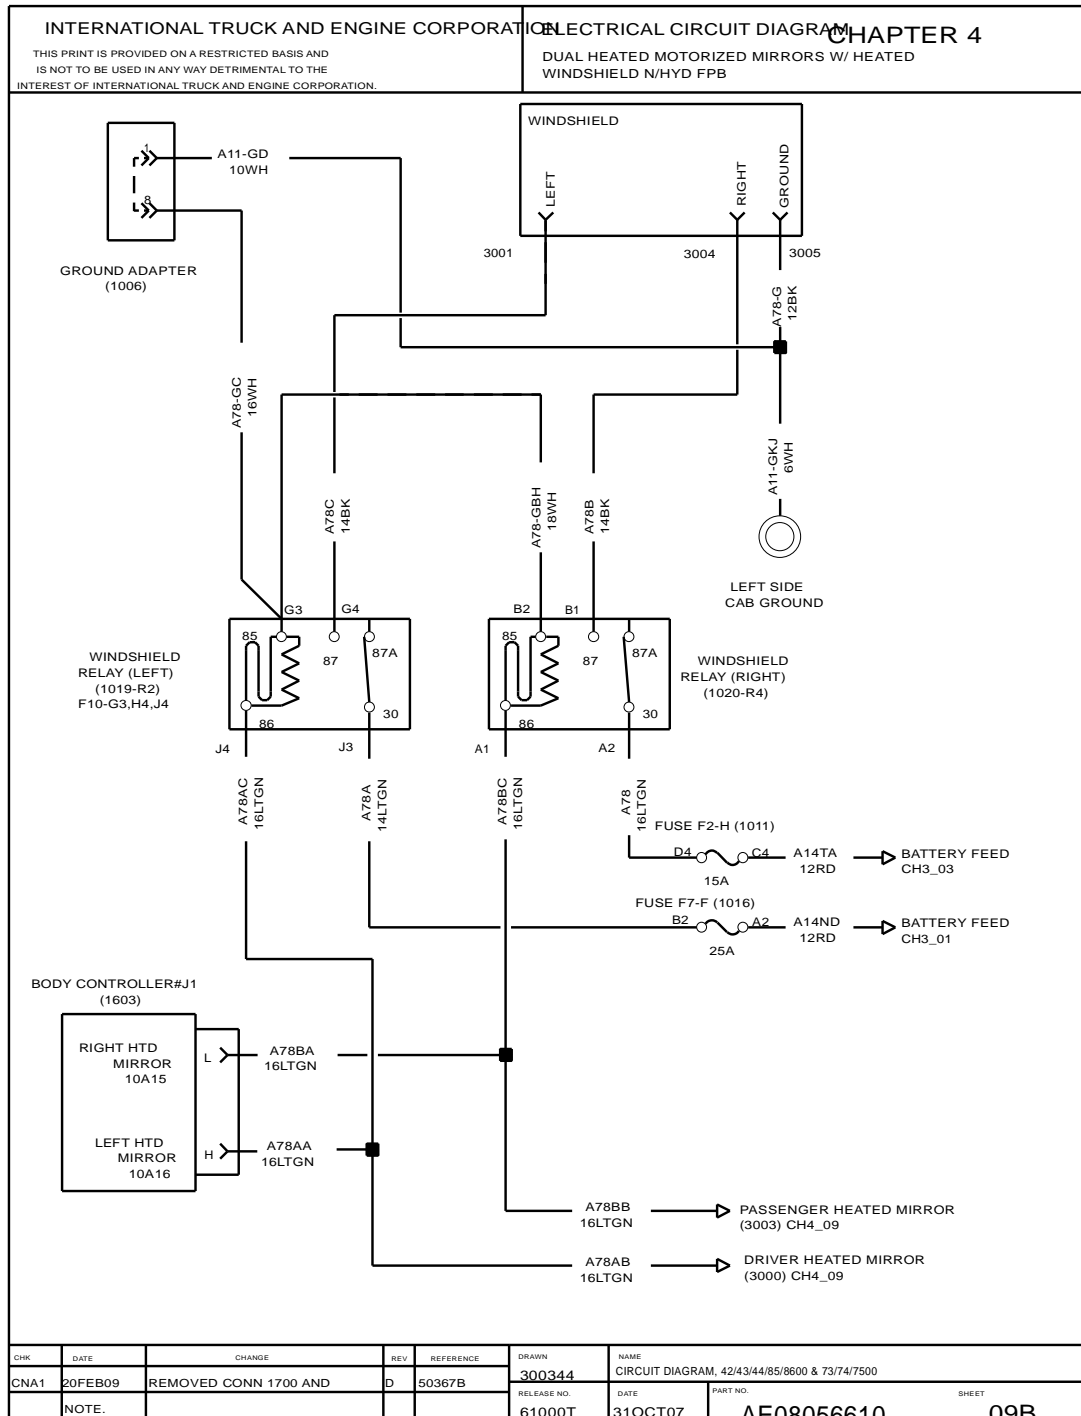 INTERNATIONAL TRUCK AND ENGINE CORPORATION
THIS PRINT IS PROVIDED ON A RESTRICTED BASIS AND
IS NOT TO BE USED IN ANY WAY DETRIMENTAL TO THE
INTEREST OF INTERNATIONAL TRUCK AND ENGINE CORPORATION.
ELECTRICAL CIRCUIT DIAGRAM
CHAPTER 4
DUAL HEATED MOTORIZED MIRRORS W/ HEATED
WINDSHIELD N/HYD FPB
1
8
A11-GD
10WH
GROUND ADAPTER
(1006)
WINDSHIELD
LEFT
RIGHT
GROUND
3001
3004
3005
A78-G
12BK
A78-GC
16WH
A78C
14BK
A78-GBH
18WH
A78B
14BK
A11-GKJ
6WH
LEFT SIDE
CAB GROUND
G3
G4
85
87
87A
86
30
WINDSHIELD
RELAY (LEFT)
(1019-R2)
F10-G3,H4,J4
J4
J3
B2
B1
85
87
87A
86
30
WINDSHIELD
RELAY (RIGHT)
(1020-R4)
A1
A2
A78AC
16LTGN
A78A
14LTGN
A78BC
16LTGN
A78
16LTGN
FUSE F2-H (1011)
D4
C4
15A
A14TA
12RD
BATTERY FEED
CH3_03
FUSE F7-F (1016)
B2
A2
25A
A14ND
12RD
BATTERY FEED
CH3_01
BODY CONTROLLER#J1
(1603)
RIGHT HTD
MIRROR
10A15
L
A78BA
16LTGN
LEFT HTD
MIRROR
10A16
H
A78AA
16LTGN
A78BB
16LTGN
PASSENGER HEATED MIRROR
(3003) CH4_09
A78AB
16LTGN
DRIVER HEATED MIRROR
(3000) CH4_09
CHK DATE CHANGE REV REFERENCE
CNA1 20FEB09 REMOVED CONN 1700 AND D 50367B
NOTE.
DRAWN
300344
NAME
CIRCUIT DIAGRAM, 42/43/44/85/8600 & 73/74/7500
RELEASE NO.
61000T
DATE
31OCT07
PART NO.
AE08056610
SHEET
09B